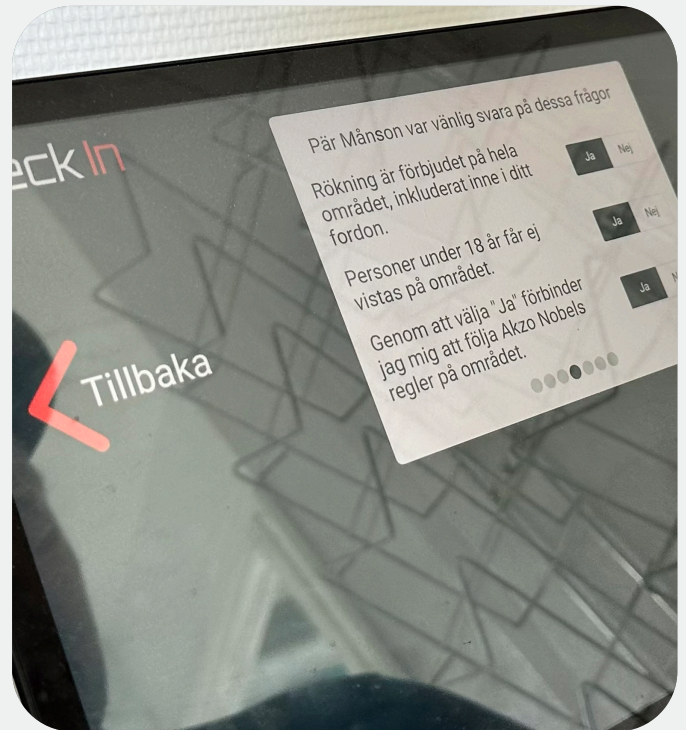 eck In
Pär Månson var vänlig svara på dessa frågor
Rökning är förbjudet på hela
området, inkluderat inne i ditt
fordon.
Ja Nej
Personer under 18 år får ej
vistas på området.
Ja Nej
Genom att välja " Ja" förbinder
jag mig att följa Akzo Nobels
regler på området.
Ja N
Tillbaka